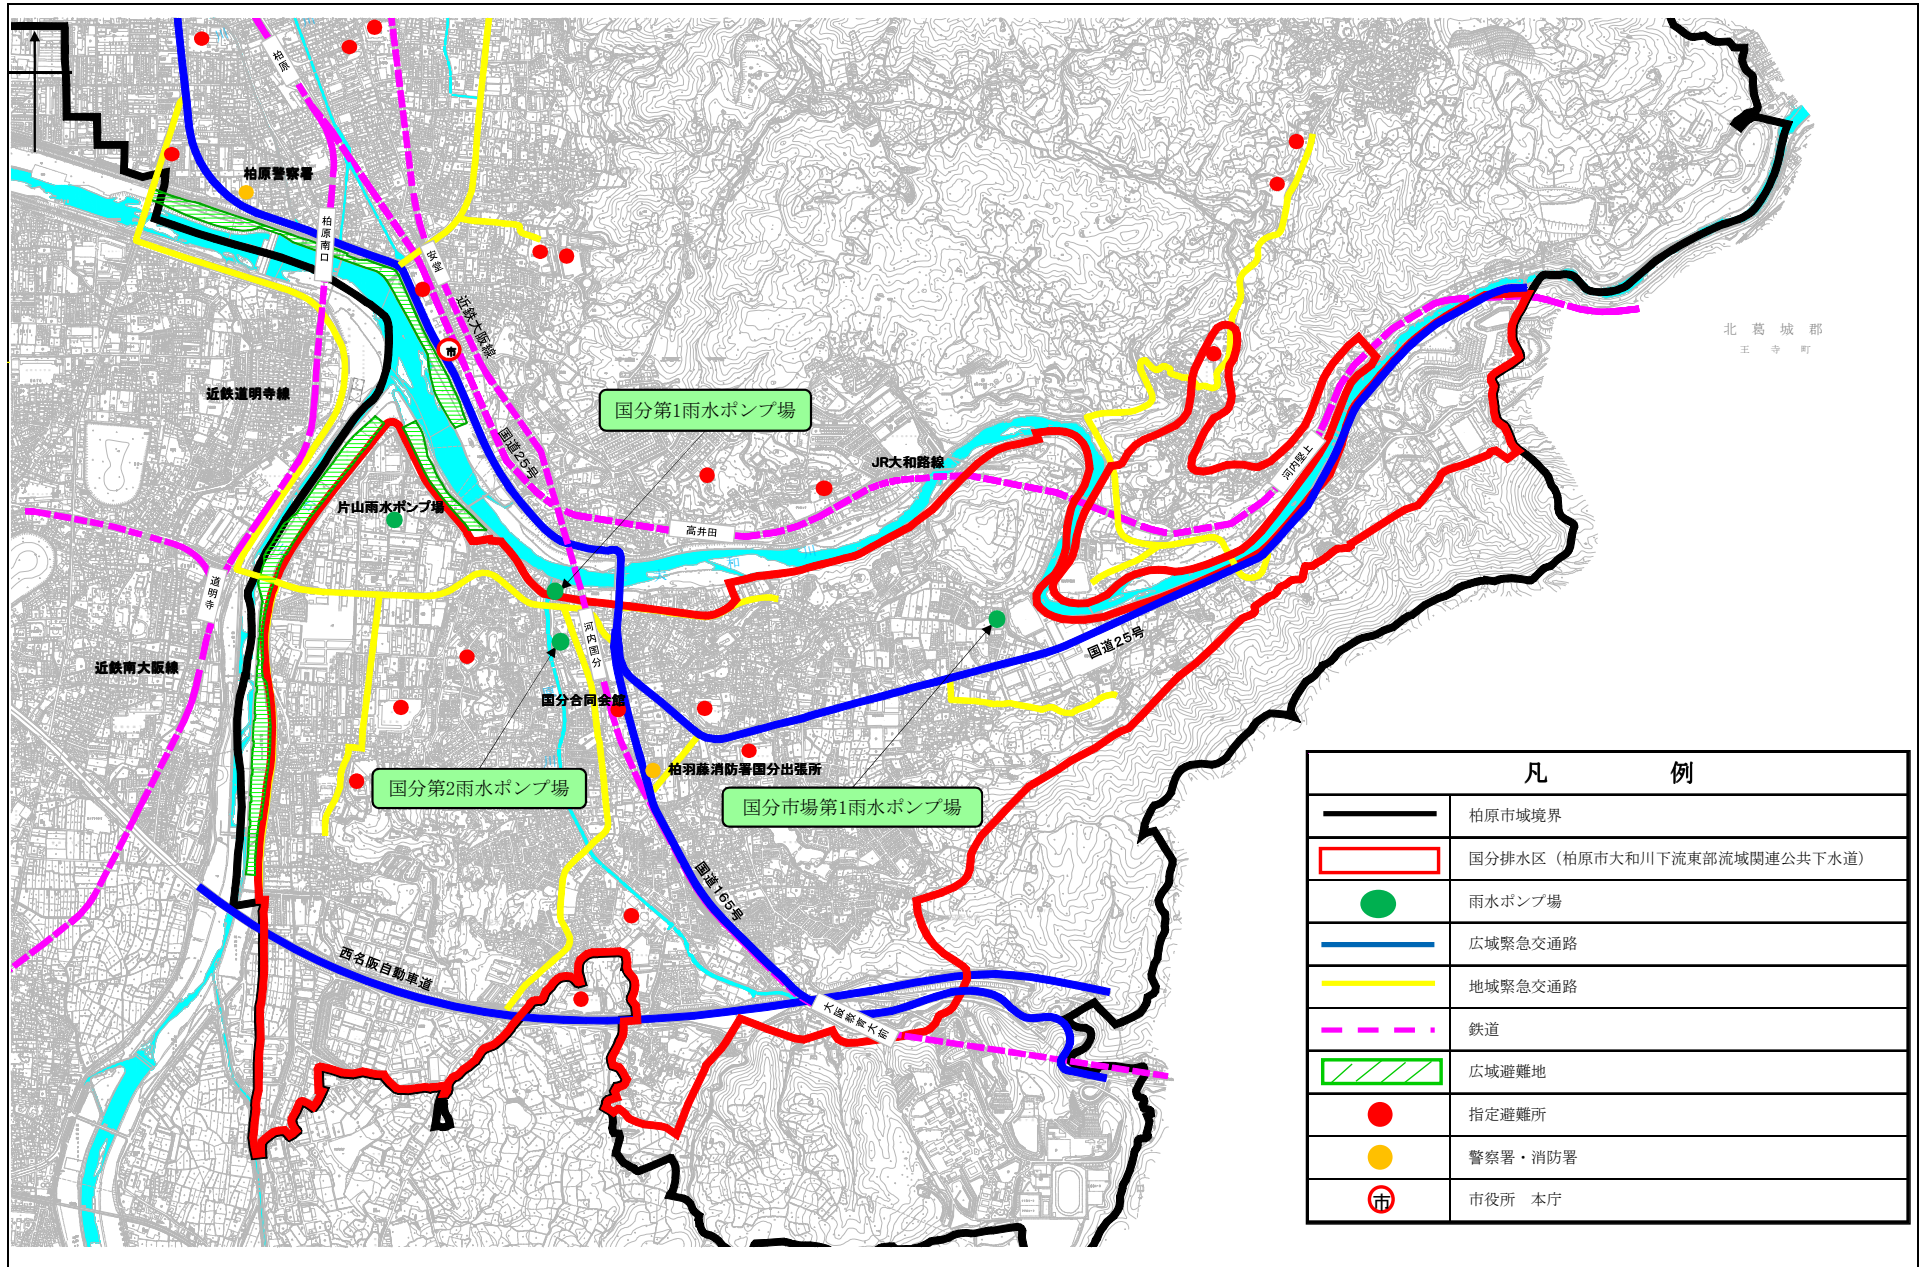 柏原
柏原警察署
柏原南口
安堂
近鉄大阪線
市
北葛城郡
王寺町
近鉄道明寺線
国分第1雨水ポンプ場
国道25号
JR大和路線
河内堅上
片山雨水ポンプ場
高井田
和
川
道明寺
河内国分
国道25号
近鉄南大阪線
国分合同会館
柏羽藤消防署国分出張所
国分第2雨水ポンプ場
国分市場第1雨水ポンプ場
国道165号
西名阪自動車道
大阪教育大前
凡 例
柏原市域境界
国分排水区（柏原市大和川下流東部流域関連公共下水道）
雨水ポンプ場
広域緊急交通路
地域緊急交通路
鉄道
広域避難地
指定避難所
警察署・消防署
市 市役所 本庁